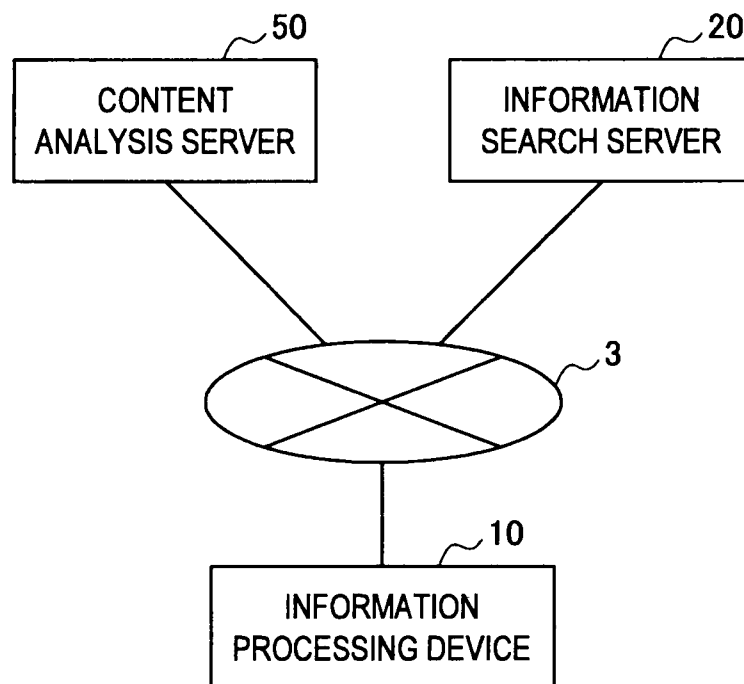 50
CONTENT
ANALYSIS SERVER
20
INFORMATION
SEARCH SERVER
3
10
INFORMATION
PROCESSING DEVICE